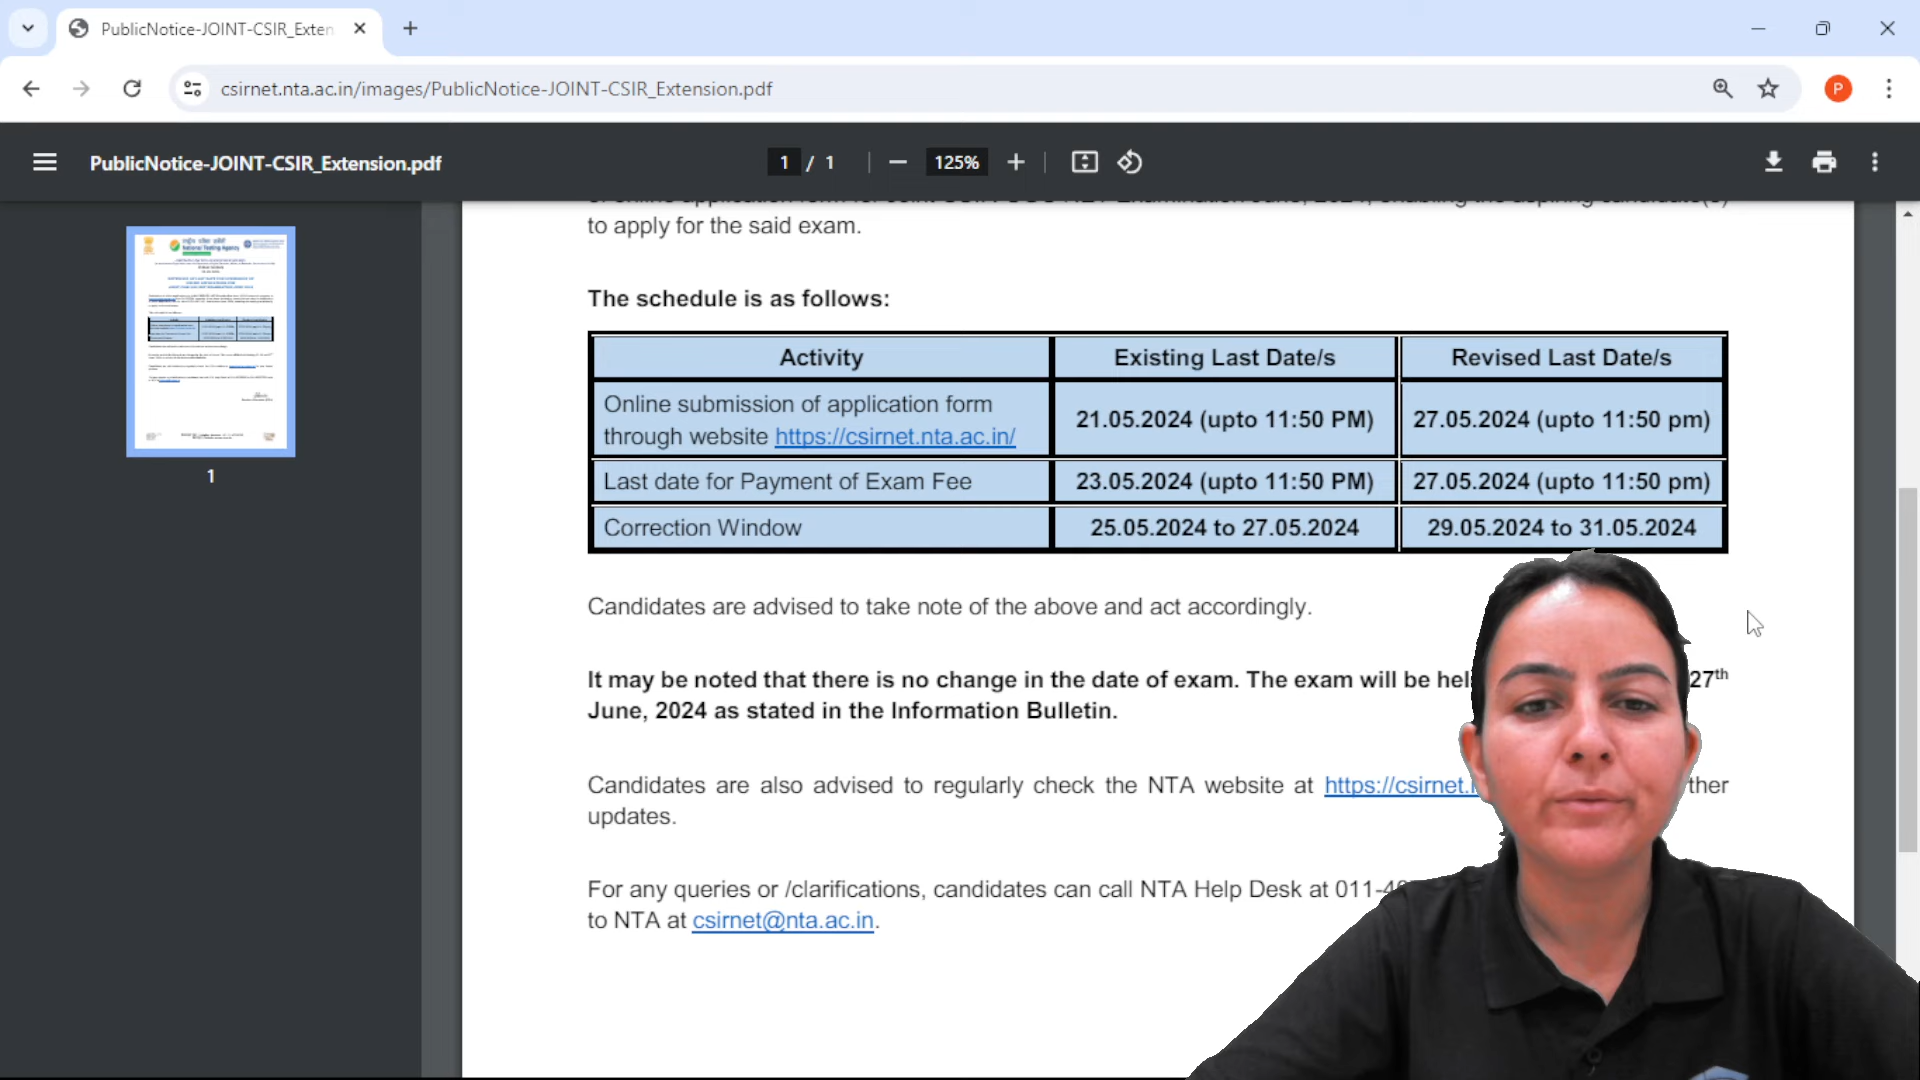 PublicNotice-JOINT-CSIR_Exten
csirnet.nta.ac.in/images/PublicNotice-JOINT-CSIR_Extension.pdf
P
PublicNotice-JOINT-CSIR_Extension.pdf
1 / 1
125%
to apply for the said exam.
The schedule is as follows:
Activity Existing Last Date/s Revised Last Date/s
Online submission of application form
through website https://csirnet.nta.ac.in/
21.05.2024 (upto 11:50 PM) 27.05.2024 (upto 11:50 pm)
Last date for Payment of Exam Fee 23.05.2024 (upto 11:50 PM) 27.05.2024 (upto 11:50 pm)
Correction Window 25.05.2024 to 27.05.2024 29.05.2024 to 31.05.2024
Candidates are advised to take note of the above and act accordingly.
It may be noted that there is no change in the date of exam. The exam will be 27th
June, 2024 as stated in the Information Bulletin.
Candidates are also advised to regularly check the NTA website at https://csirnet.
updates.
For any queries or /clarifications, candidates can call NTA Help Desk at 011-
to NTA at csirnet@nta.ac.in.
1